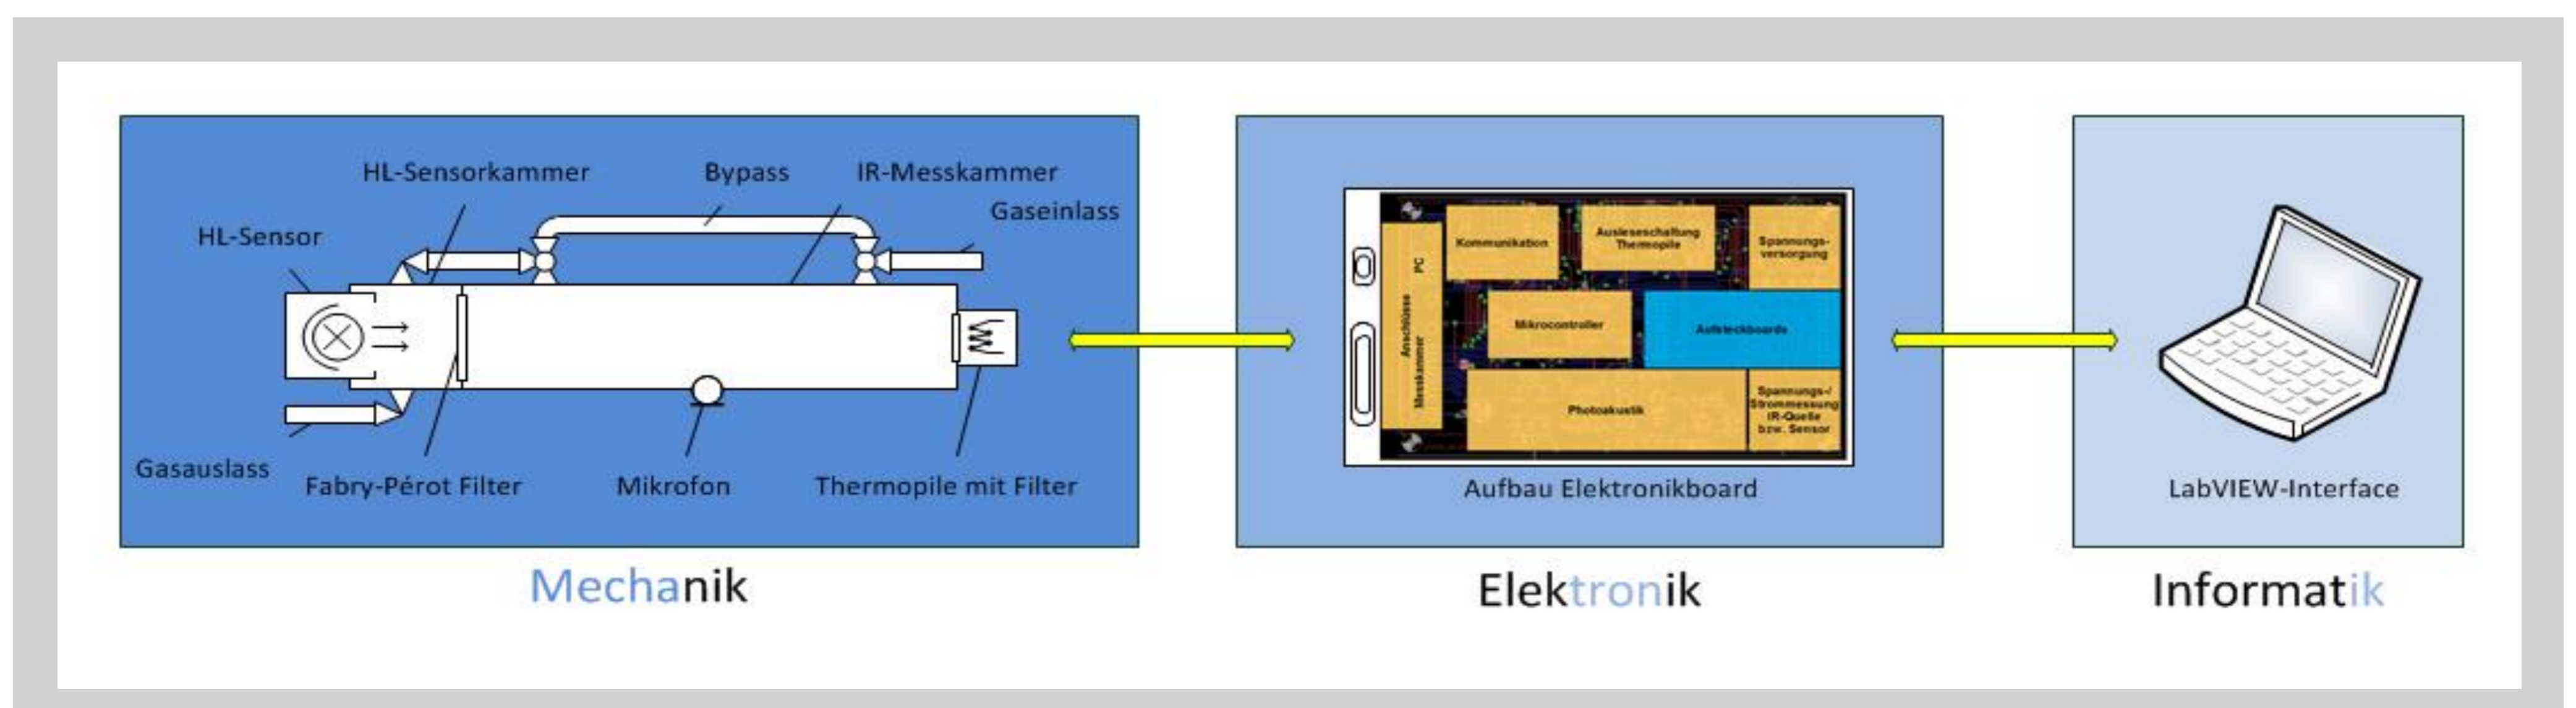 HL-Sensorkammer
Bypass
IR-Messkammer
Gaseinlass
HL-Sensor
Gasauslass
Fabry-Pérot Filter
Mikrofon
Thermopile mit Filter
Mechanik
Kommunikation
Ausleseschaltung
Thermopile
Spannungs-
versorgung
Anschlüsse
Messkammer
PC
Mikrocontroller
Aufsteckboards
Photoakustik
Spannungs-/
Strommessung
IR-Quelle
bzw. Sensor
Aufbau Elektronikboard
Elektronik
LabVIEW-Interface
Informatik